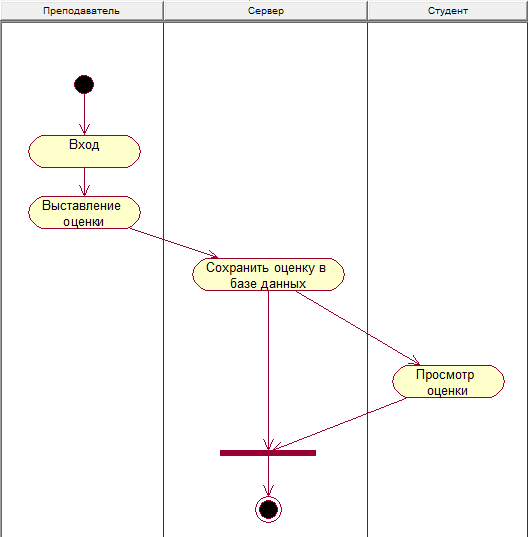 Преподаватель
Сервер
Студент
Вход
Выставление
оценки
Сохранить оценку в
базе данных
Просмотр
оценки